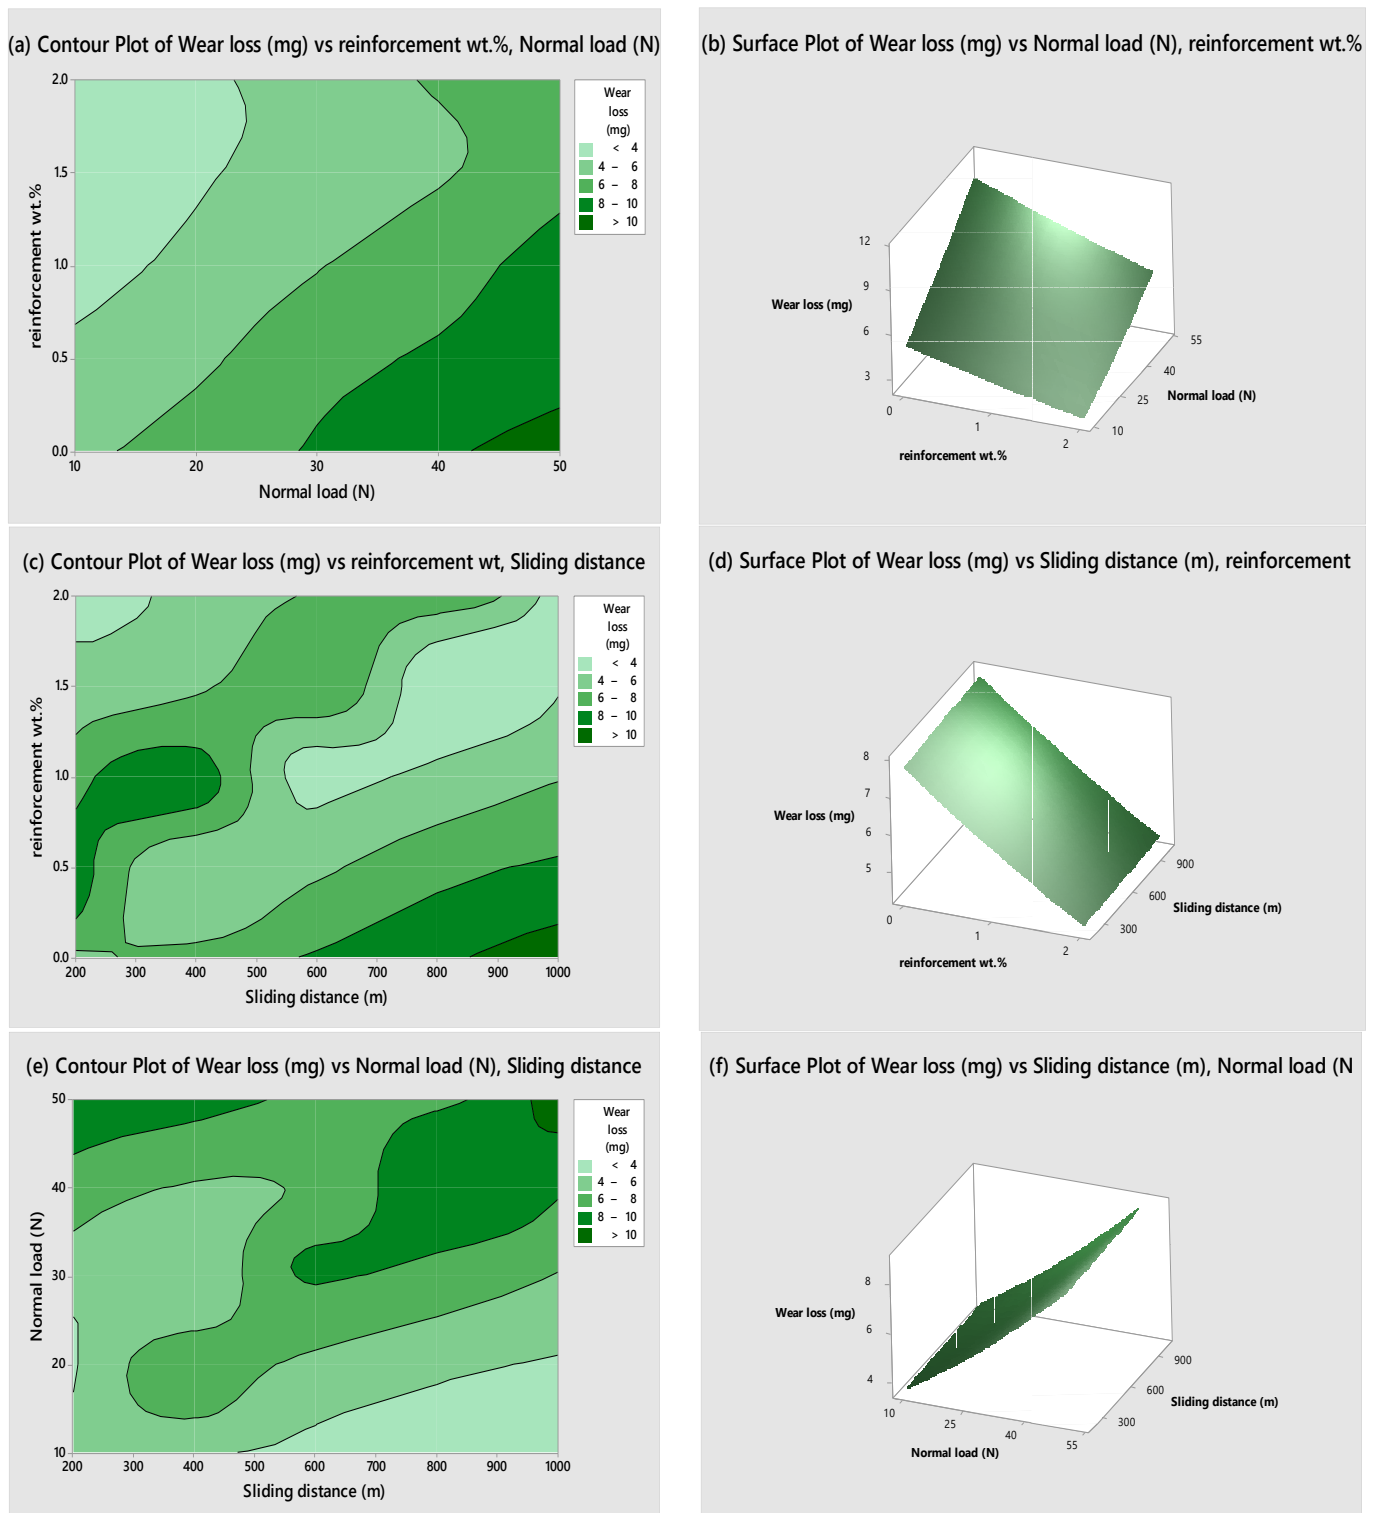 (a) Contour Plot of Wear loss (mg) vs reinforcement wt.%, Normal load (N)
2.0
1.5
1.0
0.5
0.0
reinforcement wt.%
10 20 30 40 50
Normal load (N)
Wear
loss
(mg)
< 4
4 – 6
6 – 8
8 – 10
> 10
(b) Surface Plot of Wear loss (mg) vs Normal load (N), reinforcement wt.%
12
9
6
3
Wear loss (mg)
0
1
2
reinforcement wt.%
10
25
40
55
Normal load (N)
(c) Contour Plot of Wear loss (mg) vs reinforcement wt, Sliding distance
2.0
1.5
1.0
0.5
0.0
reinforcement wt.%
200 300 400 500 600 700 800 900 1000
Sliding distance (m)
Wear
loss
(mg)
< 4
4 – 6
6 – 8
8 – 10
> 10
(d) Surface Plot of Wear loss (mg) vs Sliding distance (m), reinforcement
8
7
6
5
Wear loss (mg)
0
1
2
reinforcement wt.%
300
600
900
Sliding distance (m)
(e) Contour Plot of Wear loss (mg) vs Normal load (N), Sliding distance
50
40
30
20
10
Normal load (N)
200 300 400 500 600 700 800 900 1000
Sliding distance (m)
Wear
loss
(mg)
< 4
4 – 6
6 – 8
8 – 10
> 10
(f) Surface Plot of Wear loss (mg) vs Sliding distance (m), Normal load (N
8
6
4
Wear loss (mg)
10
25
40
55
Normal load (N)
300
600
900
Sliding distance (m)